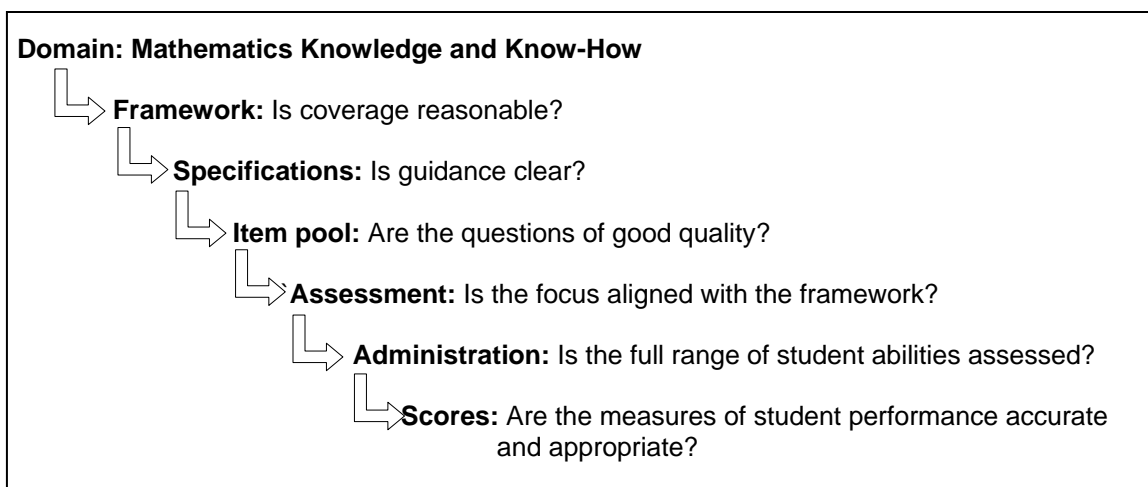 Domain: Mathematics Knowledge and Know-How
Framework: Is coverage reasonable?
Specifications: Is guidance clear?
Item pool: Are the questions of good quality?
`Assessment: Is the focus aligned with the framework?
Administration: Is the full range of student abilities assessed?
Scores: Are the measures of student performance accurate
and appropriate?